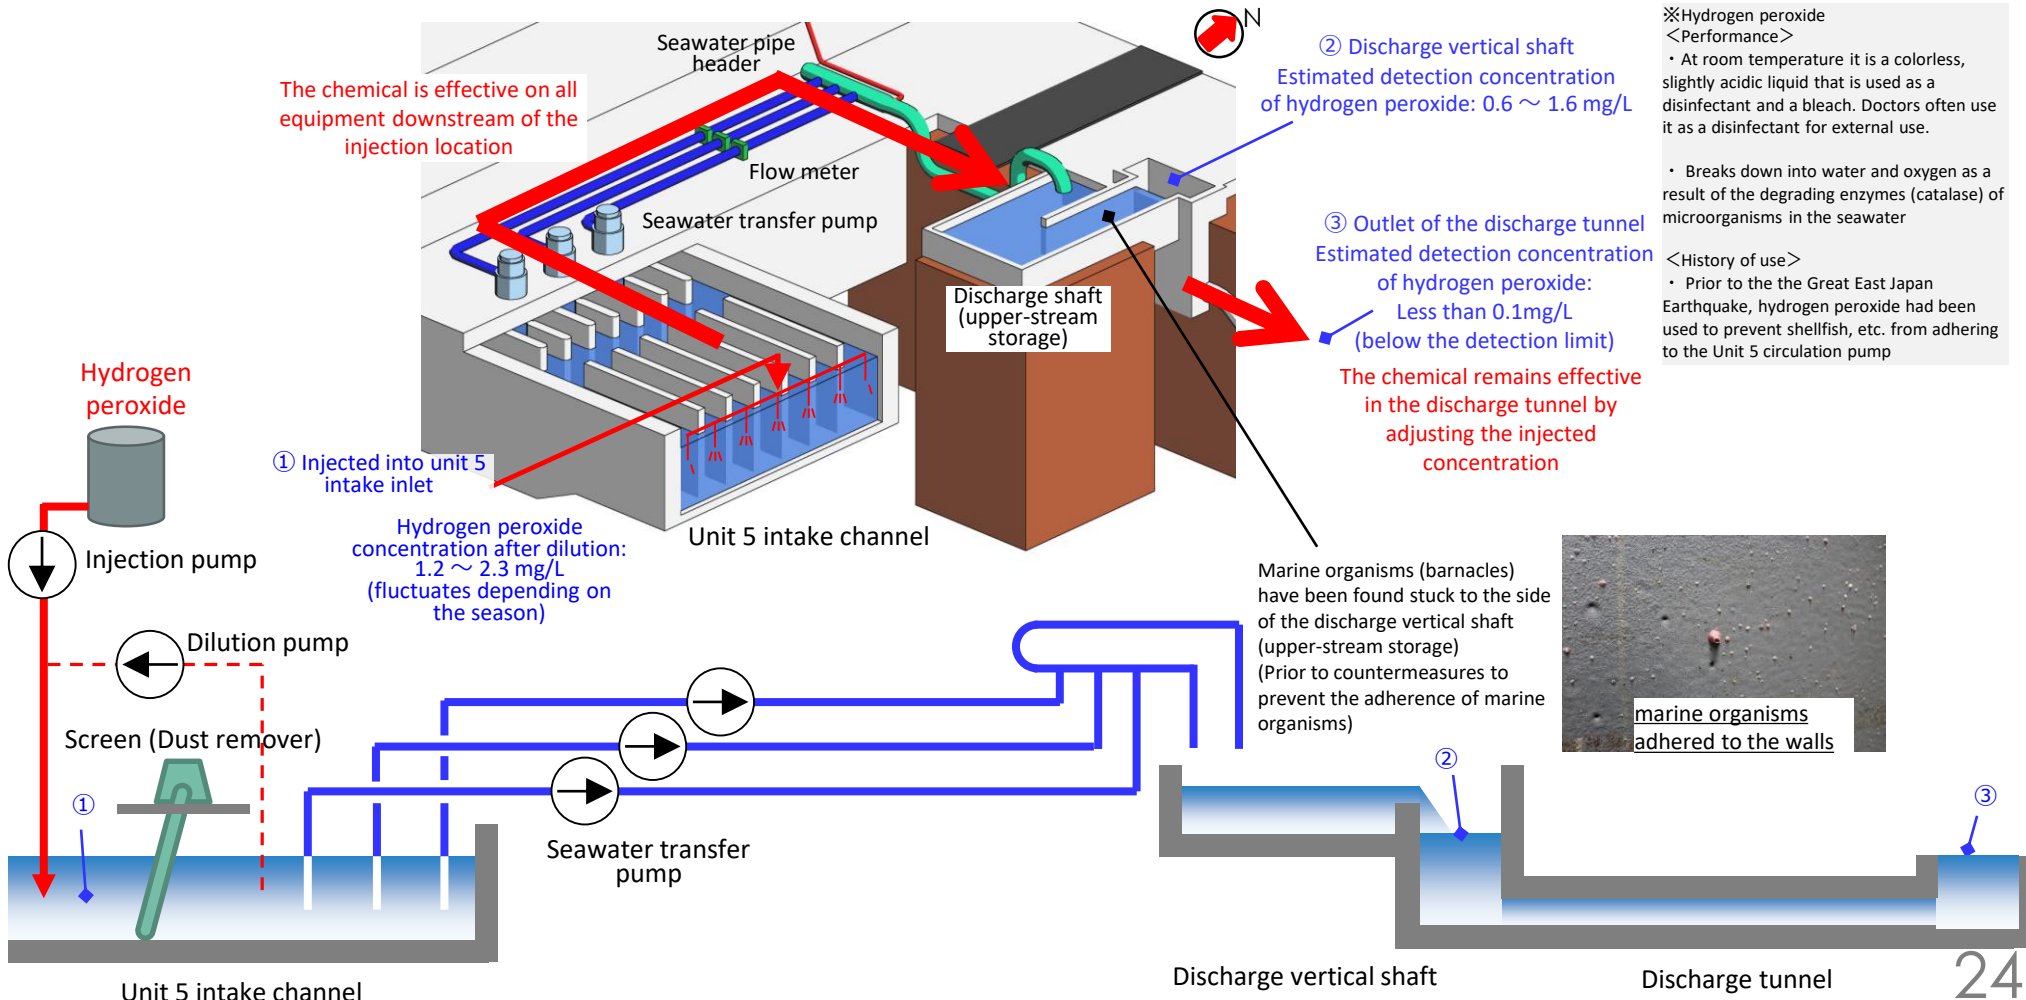 Seawater pipe
header
N
The chemical is effective on all
equipment downstream of the
injection location
Flow meter
Seawater transfer pump
② Discharge vertical shaft
Estimated detection concentration
of hydrogen peroxide: 0.6 ～ 1.6 mg/L
③ Outlet of the discharge tunnel
Estimated detection concentration
of hydrogen peroxide:
Less than 0.1mg/L
(below the detection limit)
The chemical remains effective
in the discharge tunnel by
adjusting the injected
concentration
※Hydrogen peroxide
＜Performance＞
・ At room temperature it is a colorless,
slightly acidic liquid that is used as a
disinfectant and a bleach. Doctors often use
it as a disinfectant for external use.
・ Breaks down into water and oxygen as a
result of the degrading enzymes (catalase) of
microorganisms in the seawater
＜History of use＞
・ Prior to the the Great East Japan
Earthquake, hydrogen peroxide had been
used to prevent shellfish, etc. from adhering
to the Unit 5 circulation pump
Discharge shaft
(upper-stream
storage)
Hydrogen
peroxide
① Injected into unit 5
intake inlet
Hydrogen peroxide
concentration after dilution:
1.2 ～ 2.3 mg/L
(fluctuates depending on
the season)
Unit 5 intake channel
Injection pump
Dilution pump
Screen (Dust remover)
①
Seawater transfer
pump
Marine organisms (barnacles)
have been found stuck to the side
of the discharge vertical shaft
(upper-stream storage)
(Prior to countermeasures to
prevent the adherence of marine
organisms)
marine organisms
adhered to the walls
②
③
Unit 5 intake channel
Discharge vertical shaft
Discharge tunnel
24